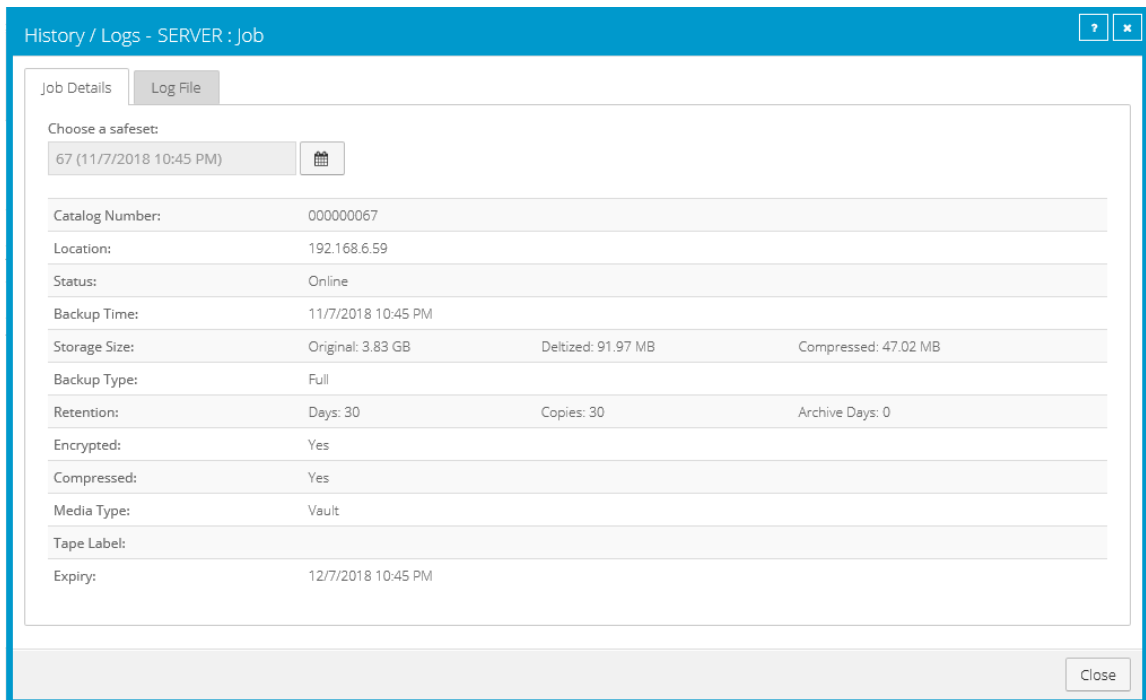 History / Logs - SERVER : Job
? x
Job Details Log File
Choose a safeset:
67 (11/7/2018 10:45 PM)
Catalog Number: 000000067
Location: 192.168.6.59
Status: Online
Backup Time: 11/7/2018 10:45 PM
Storage Size: Original: 3.83 GB Deltized: 91.97 MB Compressed: 47.02 MB
Backup Type: Full
Retention: Days: 30 Copies: 30 Archive Days: 0
Encrypted: Yes
Compressed: Yes
Media Type: Vault
Tape Label:
Expiry: 12/7/2018 10:45 PM
Close